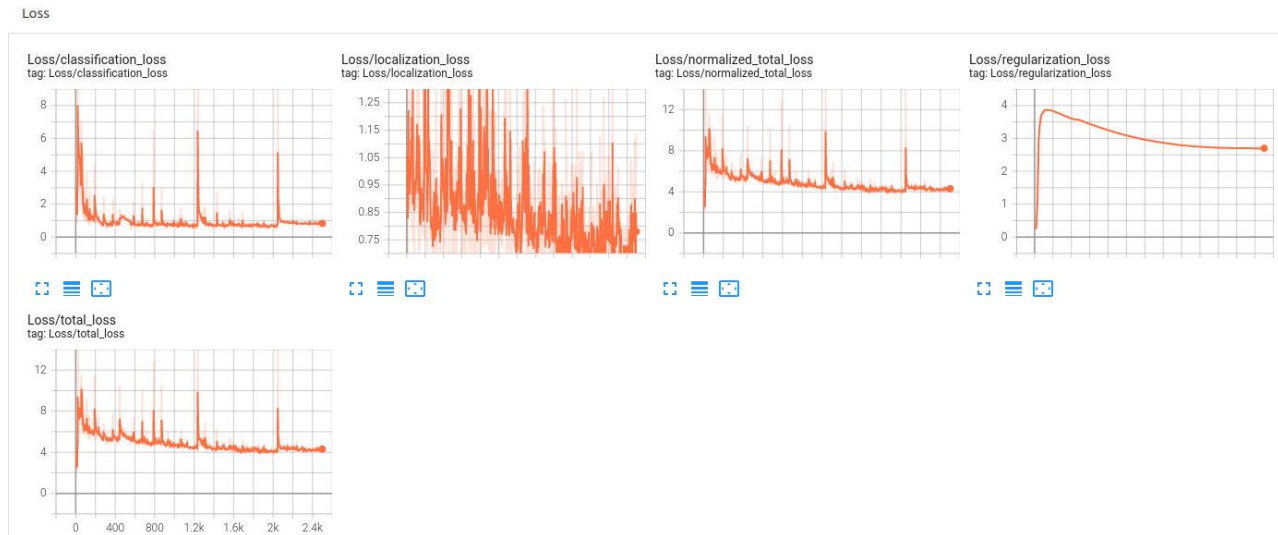 Loss
Loss/classification_loss
tag: Loss/classification_loss
8
6
4
2
0
Loss/localization_loss
tag: Loss/localization_loss
1.25
1.15
1.05
0.95
0.85
0.75
Loss/normalized_total_loss
tag: Loss/normalized_total_loss
12
8
4
0
Loss/regularization_loss
tag: Loss/regularization_loss
4
3
2
1
0
Loss/total_loss
tag: Loss/total_loss
12
8
4
0
0 400 800 1.2k 1.6k 2k 2.4k